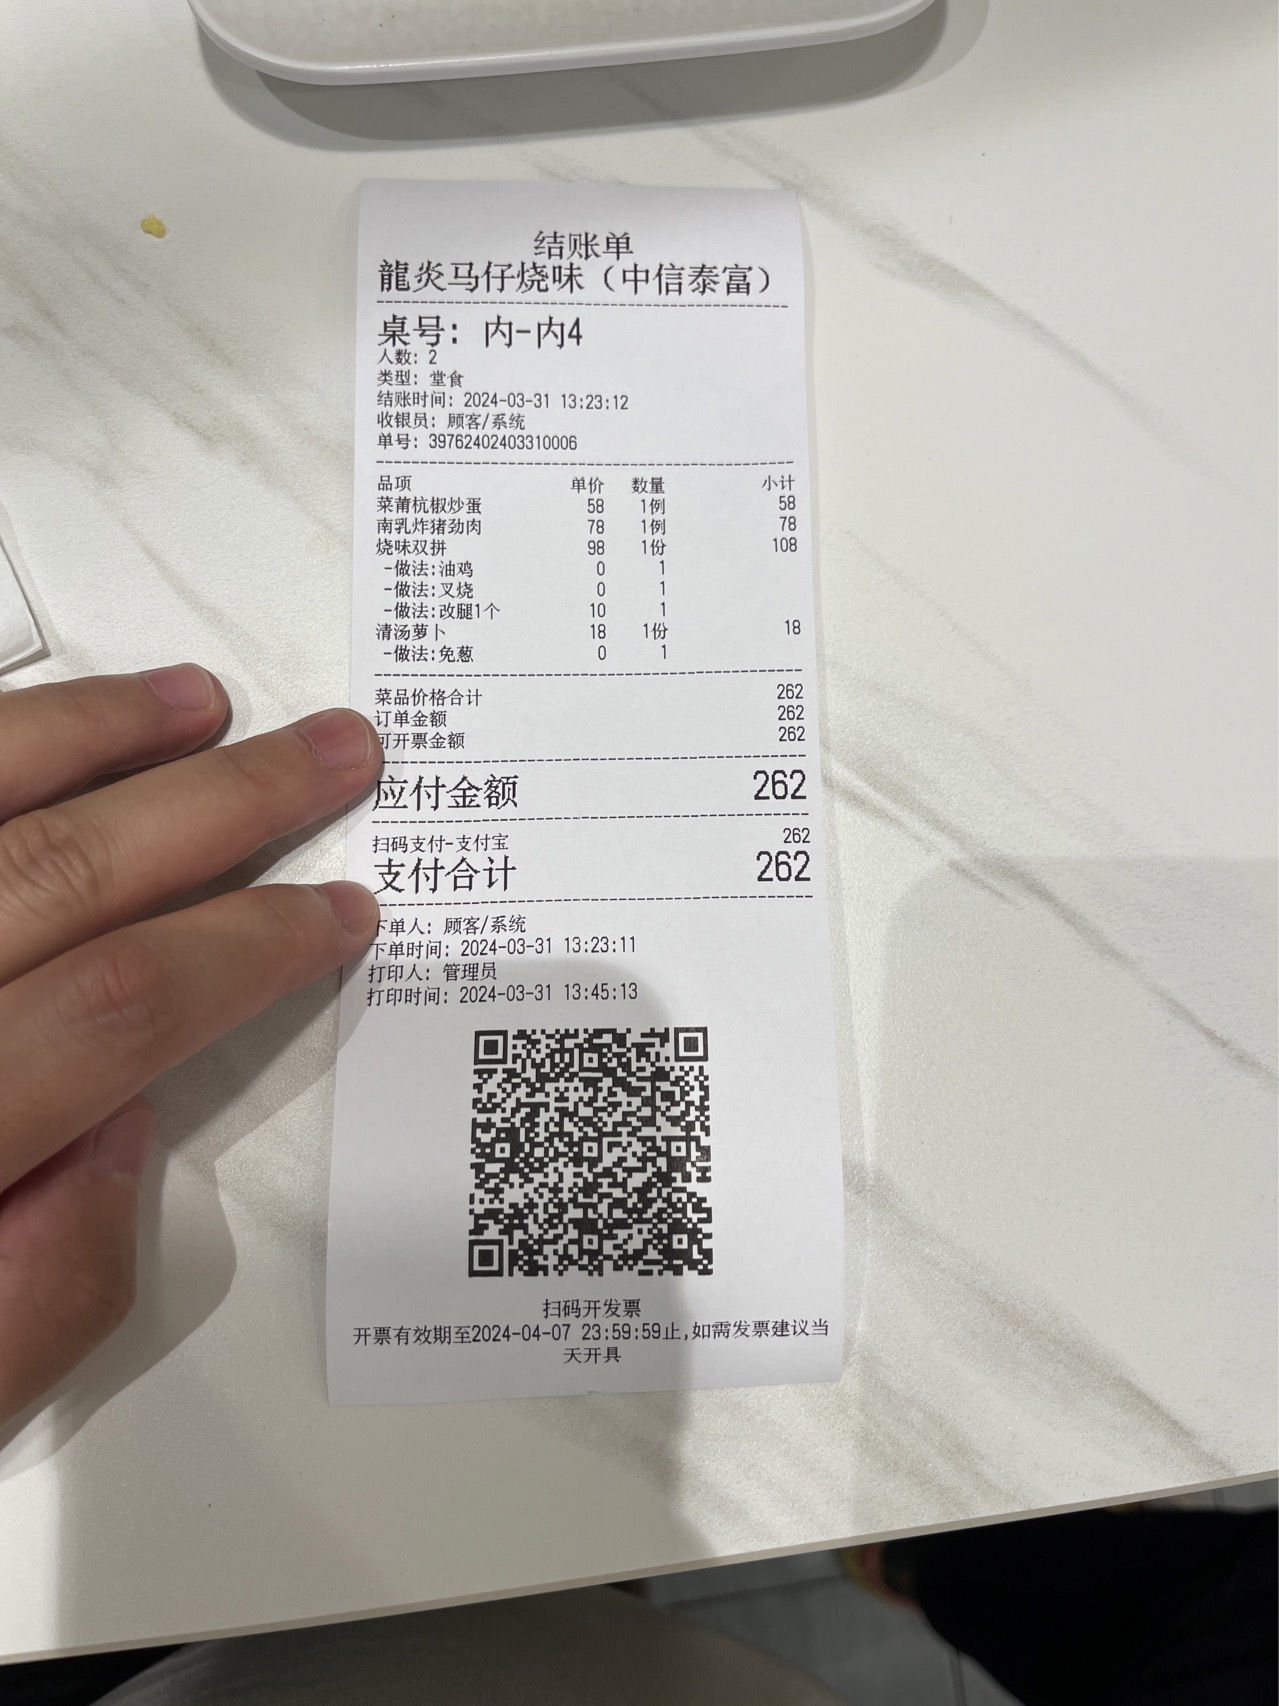 结账单
龍炎马仔烧味（中信泰富）
桌号: 内-内4
人数: 2
类型: 堂食
结账时间: 2024-03-31 13:23:12
收银员: 顾客/系统
单号: 39762402403310006
品项 单价 数量 小计
菜莆杭椒炒蛋 58 1例 58
南乳炸猪劲肉 78 1例 78
烧味双拼 98 1份 108
-做法:油鸡 0 1
-做法:叉烧 0 1
-做法:改腿1个 10 1
清汤萝卜 18 1份 18
-做法:免葱 0 1
菜品价格合计 262
订单金额 262
可开票金额 262
应付金额 262
扫码支付-支付宝 262
支付合计 262
下单人: 顾客/系统
下单时间: 2024-03-31 13:23:11
打印人: 管理员
打印时间: 2024-03-31 13:45:13
扫码开发票
开票有效期至2024-04-07 23:59:59止,如需发票建议当
天开具